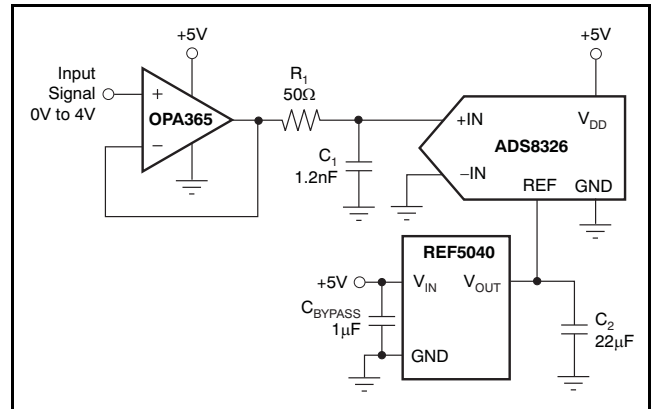 +5V
Input
Signal
0V to 4V
+
−
OPA365
R1
50Ω
C1
1.2nF
+5V
+IN
−IN
VDD
ADS8326
REF
GND
REF5040
+5V
VIN
VOUT
CBYPASS
1μF
GND
C2
22μF